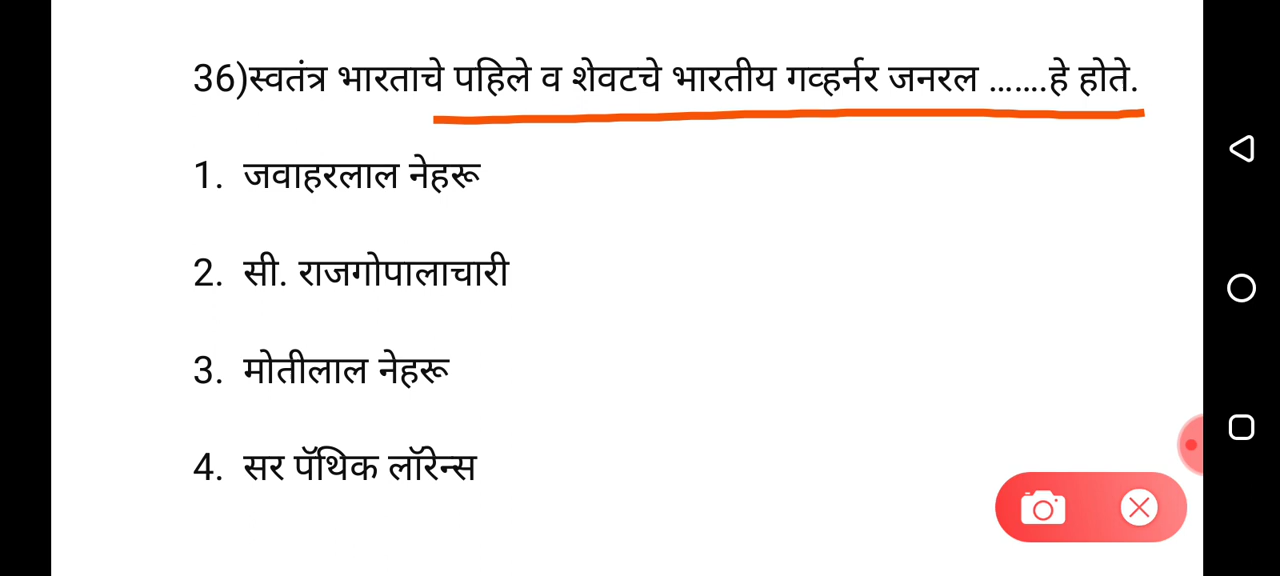 36)स्वतंत्र भारताचे पहिले व शेवटचे भारतीय गव्हर्नर जनरल .......हे होते.
1. जवाहरलाल नेहरू
2. सी. राजगोपालाचारी
3. मोतीलाल नेहरू
4. सर पॅथिक लॉरेन्स